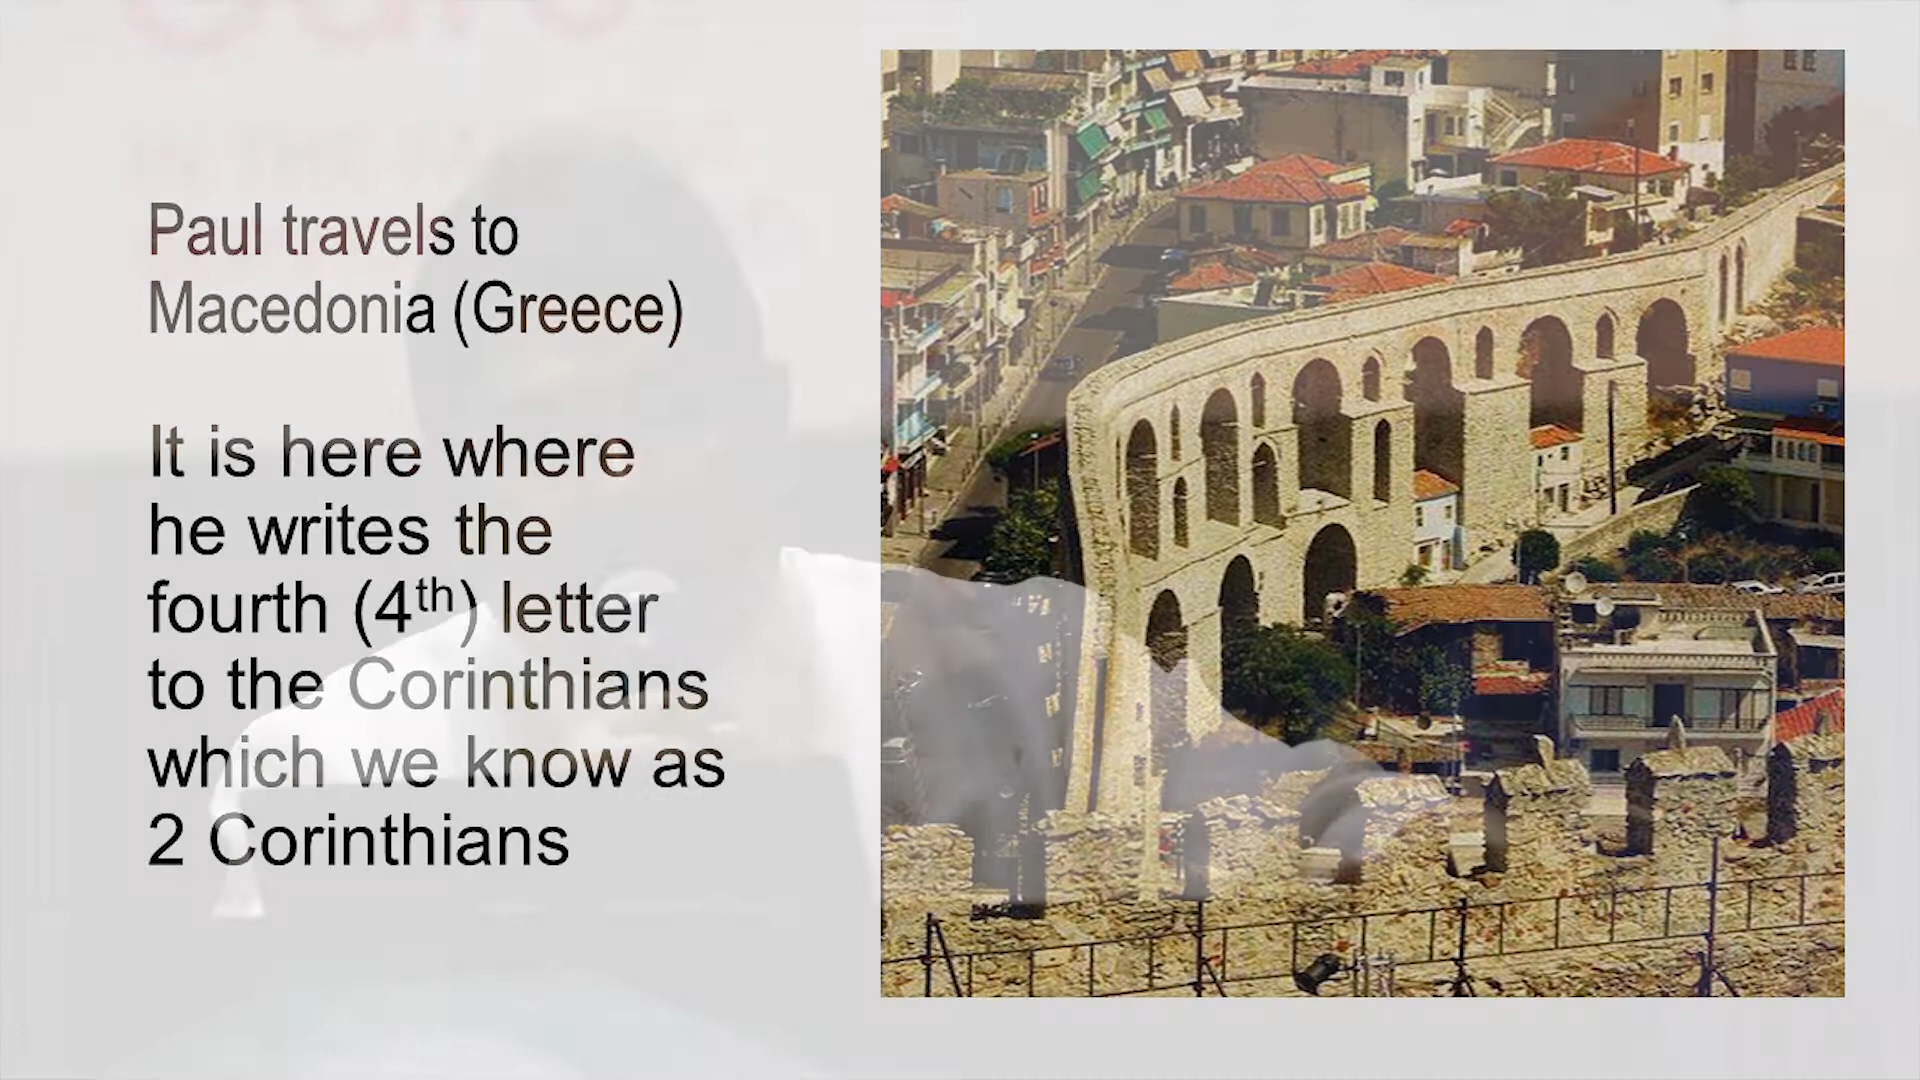 Paul travels to
Macedonia (Greece)
It is here where
he writes the
fourth (4th) letter
to the Corinthians
which we know as
2 Corinthians